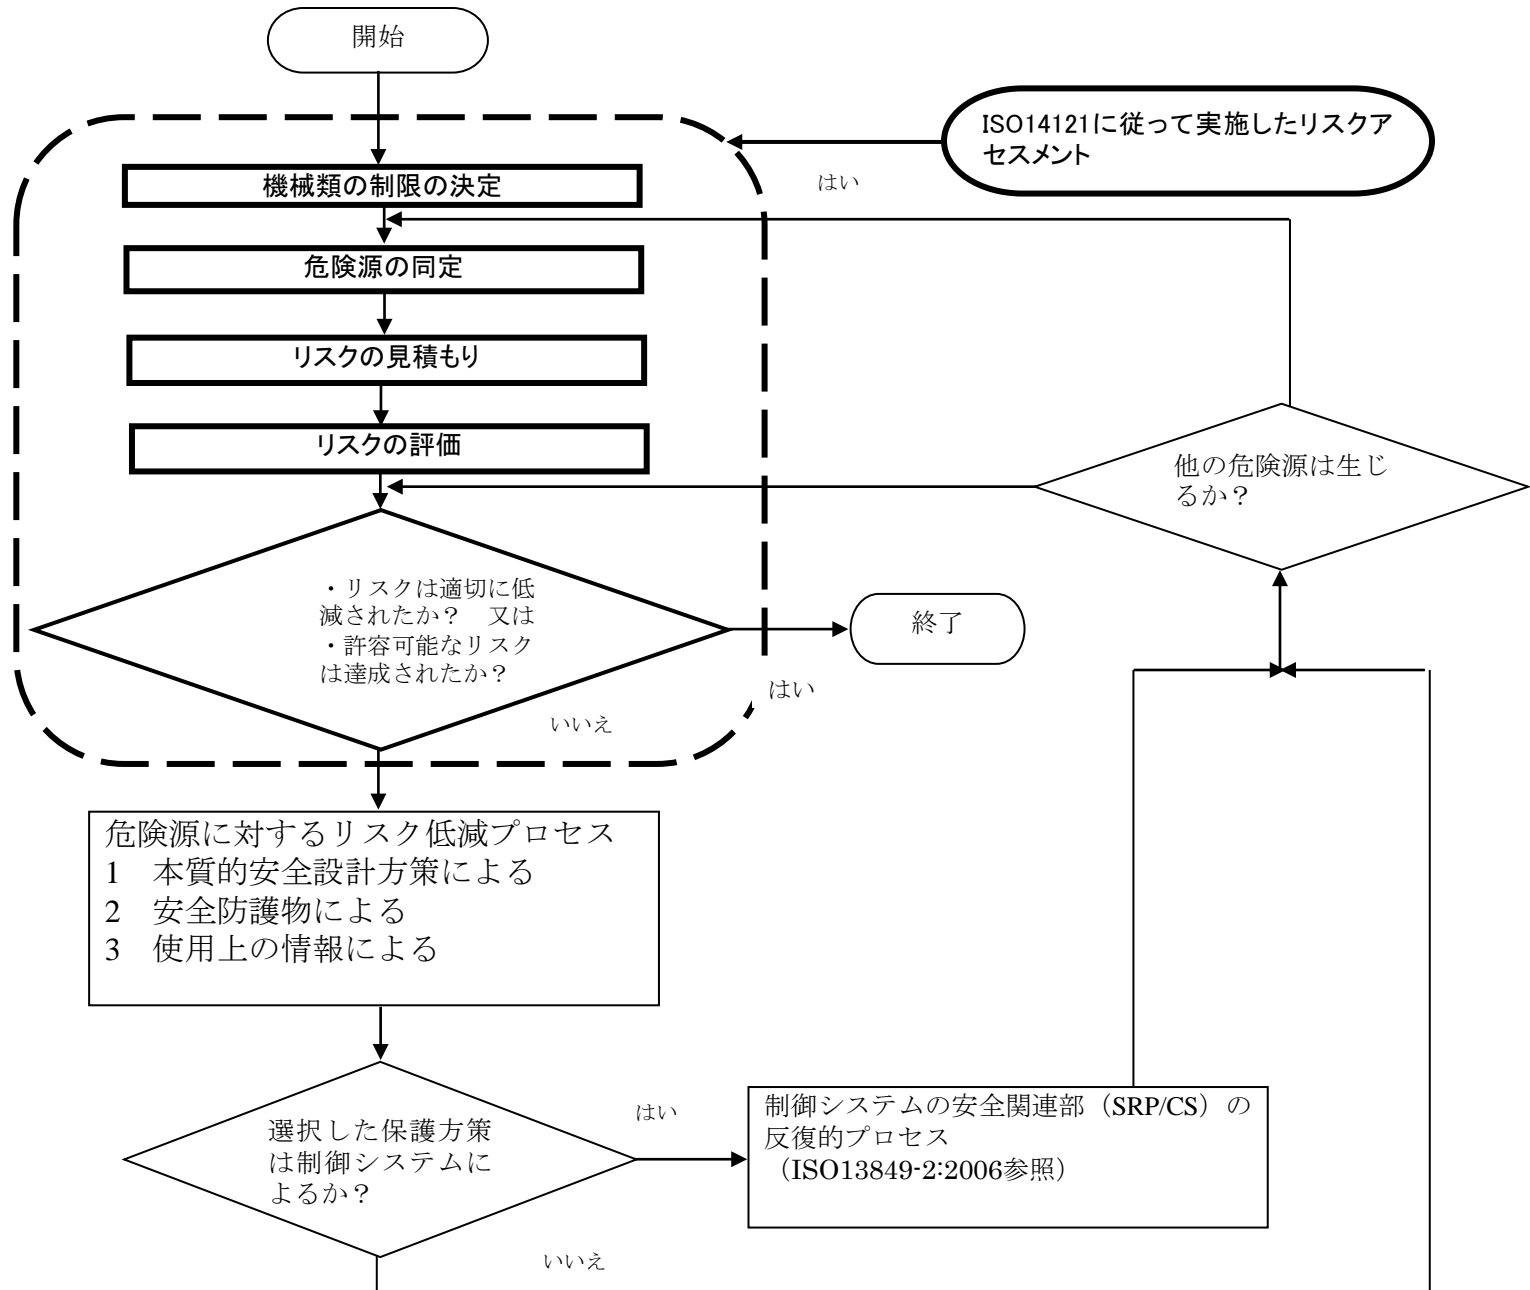 開始
ISO14121に従って実施したリスクア
セスメント
はい
機械類の制限の決定
危険源の同定
リスクの見積もり
リスクの評価
他の危険源は生じ
るか？
・リスクは適切に低
減されたか？　又は
・許容可能なリスク
は達成されたか？
終了
はい
いいえ
危険源に対するリスク低減プロセス
1　本質的安全設計方策による
2　安全防護物による
3　使用上の情報による
選択した保護方策
は制御システムに
よるか？
はい
制御システムの安全関連部（SRP/CS）の
反復的プロセス
（ISO13849-2:2006参照）
いいえ